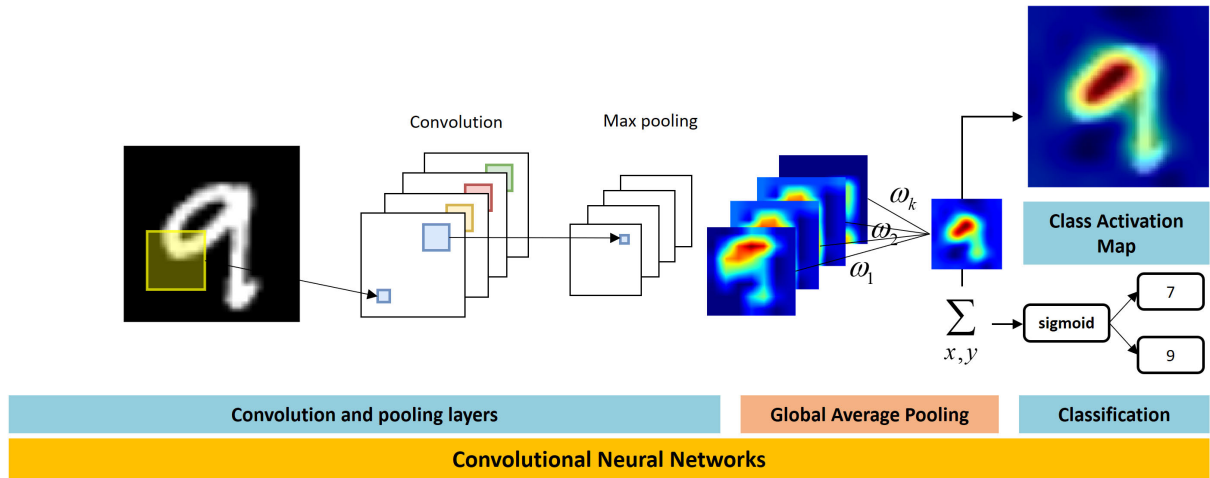 Convolution
Max pooling
ω_k
ω_2
ω_1
Class Activation
Map
∑
x, y
sigmoid
7
9
Convolution and pooling layers
Global Average Pooling
Classification
Convolutional Neural Networks